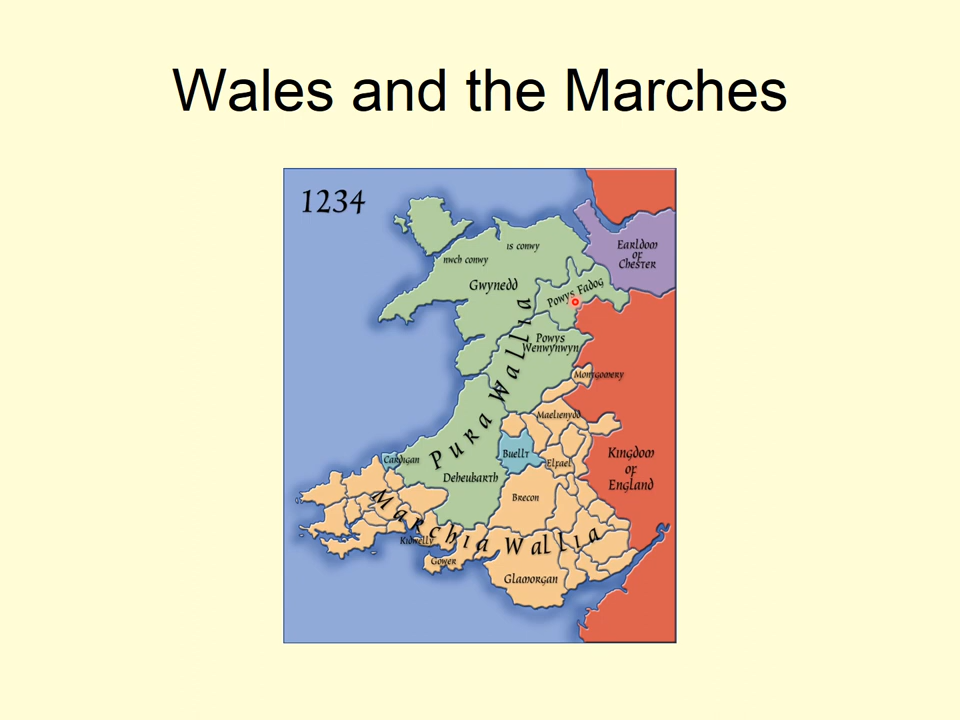 Wales and the Marches
1234
Earldom
of
Chester
is conwy
nwch conwy
Gwynedd
Powys Fadog
Powys
Wenwynwyn
Pura Wallia
Montgomery
Maelienydd
Buellt
Elfael
Kingdom
of
England
Cardigan
Deheubarth
Brecon
Marchia Wallia
Kidwelly
Gower
Glamorgan